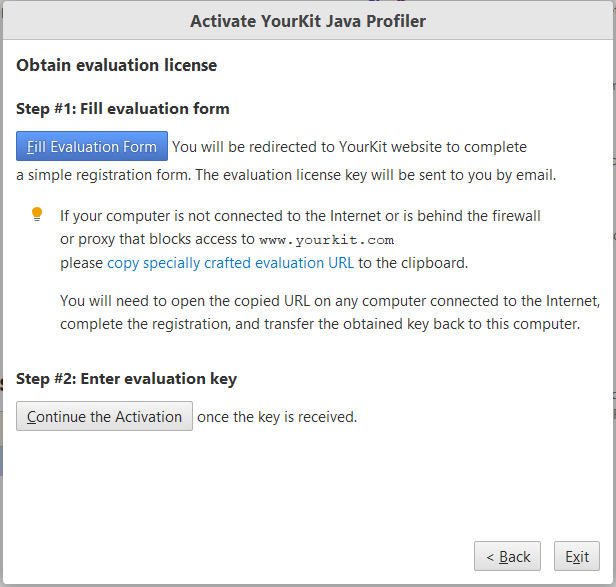 Activate YourKit Java Profiler
Obtain evaluation license
Step #1: Fill evaluation form
Fill Evaluation Form You will be redirected to YourKit website to complete
a simple registration form. The evaluation license key will be sent to you by email.
If your computer is not connected to the Internet or is behind the firewall
or proxy that blocks access to www.yourkit.com
please copy specially crafted evaluation URL to the clipboard.
You will need to open the copied URL on any computer connected to the Internet,
complete the registration, and transfer the obtained key back to this computer.
Step #2: Enter evaluation key
Continue the Activation once the key is received.
< Back Exit